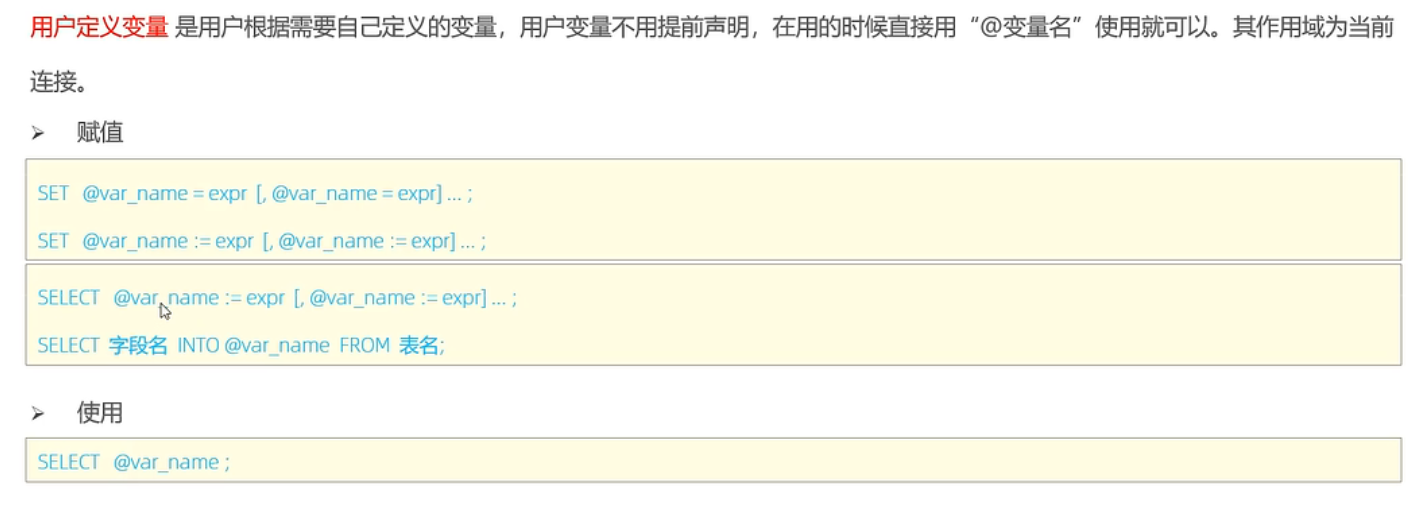 用户定义变量 是用户根据需要自己定义的变量，用户变量不用提前声明，在用的时候直接用“@变量名”使用就可以。其作用域为当前
连接。
➢ 赋值
SET @var_name = expr [, @var_name = expr] ... ;
SET @var_name := expr [, @var_name := expr] ... ;
SELECT @var_name := expr [, @var_name := expr] ... ;
SELECT 字段名 INTO @var_name FROM 表名;
➢ 使用
SELECT @var_name ;